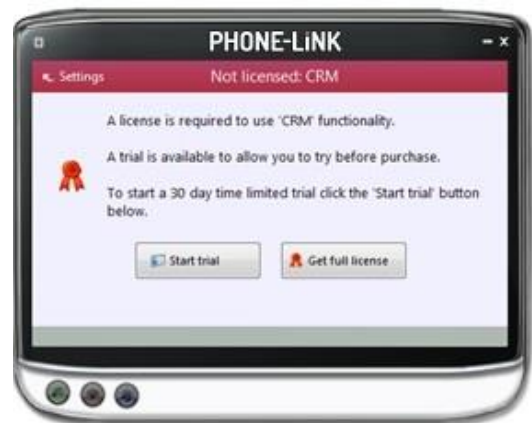 PHONE-LiNK
Settings
Not licensed: CRM
A license is required to use 'CRM' functionality.
A trial is available to allow you to try before purchase.
To start a 30 day time limited trial click the 'Start trial' button
below.
Start trial
Get full license